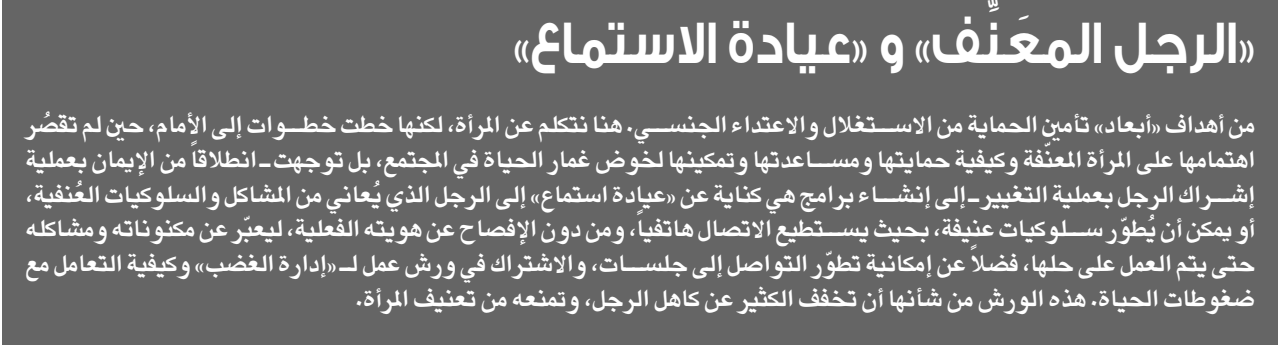 «الرجل المعَنِّف» و «عيادة الاستماع»
من أهداف «أبعاد» تأمين الحماية من الاستغلال والاعتداء الجنسي. هنا نتكلم عن المرأة، لكنها خطت خطوات إلى الأمام، حين لم تقصُر
اهتمامها على المرأة المعنّفة وكيفية حمايتها ومساعدتها وتمكينها لخوض غمار الحياة في المجتمع، بل توجهت ـ انطلاقاً من الإيمان بعملية
إشراك الرجل بعملية التغيير ـ إلى إنشاء برامج هي كناية عن «عيادة استماع» إلى الرجل الذي يُعاني من المشاكل والسلوكيات العُنفية،
أو يمكن أن يُطوّر سلوكيات عنيفة، بحيث يستطيع الاتصال هاتفياً، ومن دون الإفصاح عن هويته الفعلية، ليعبّر عن مكنوناته ومشاكله
حتى يتم العمل على حلها، فضلاً عن إمكانية تطوّر التواصل إلى جلسات، والاشتراك في ورش عمل لـ «إدارة الغضب» وكيفية التعامل مع
ضغوطات الحياة. هذه الورش من شأنها أن تخفف الكثير عن كاهل الرجل، وتمنعه من تعنيف المرأة.